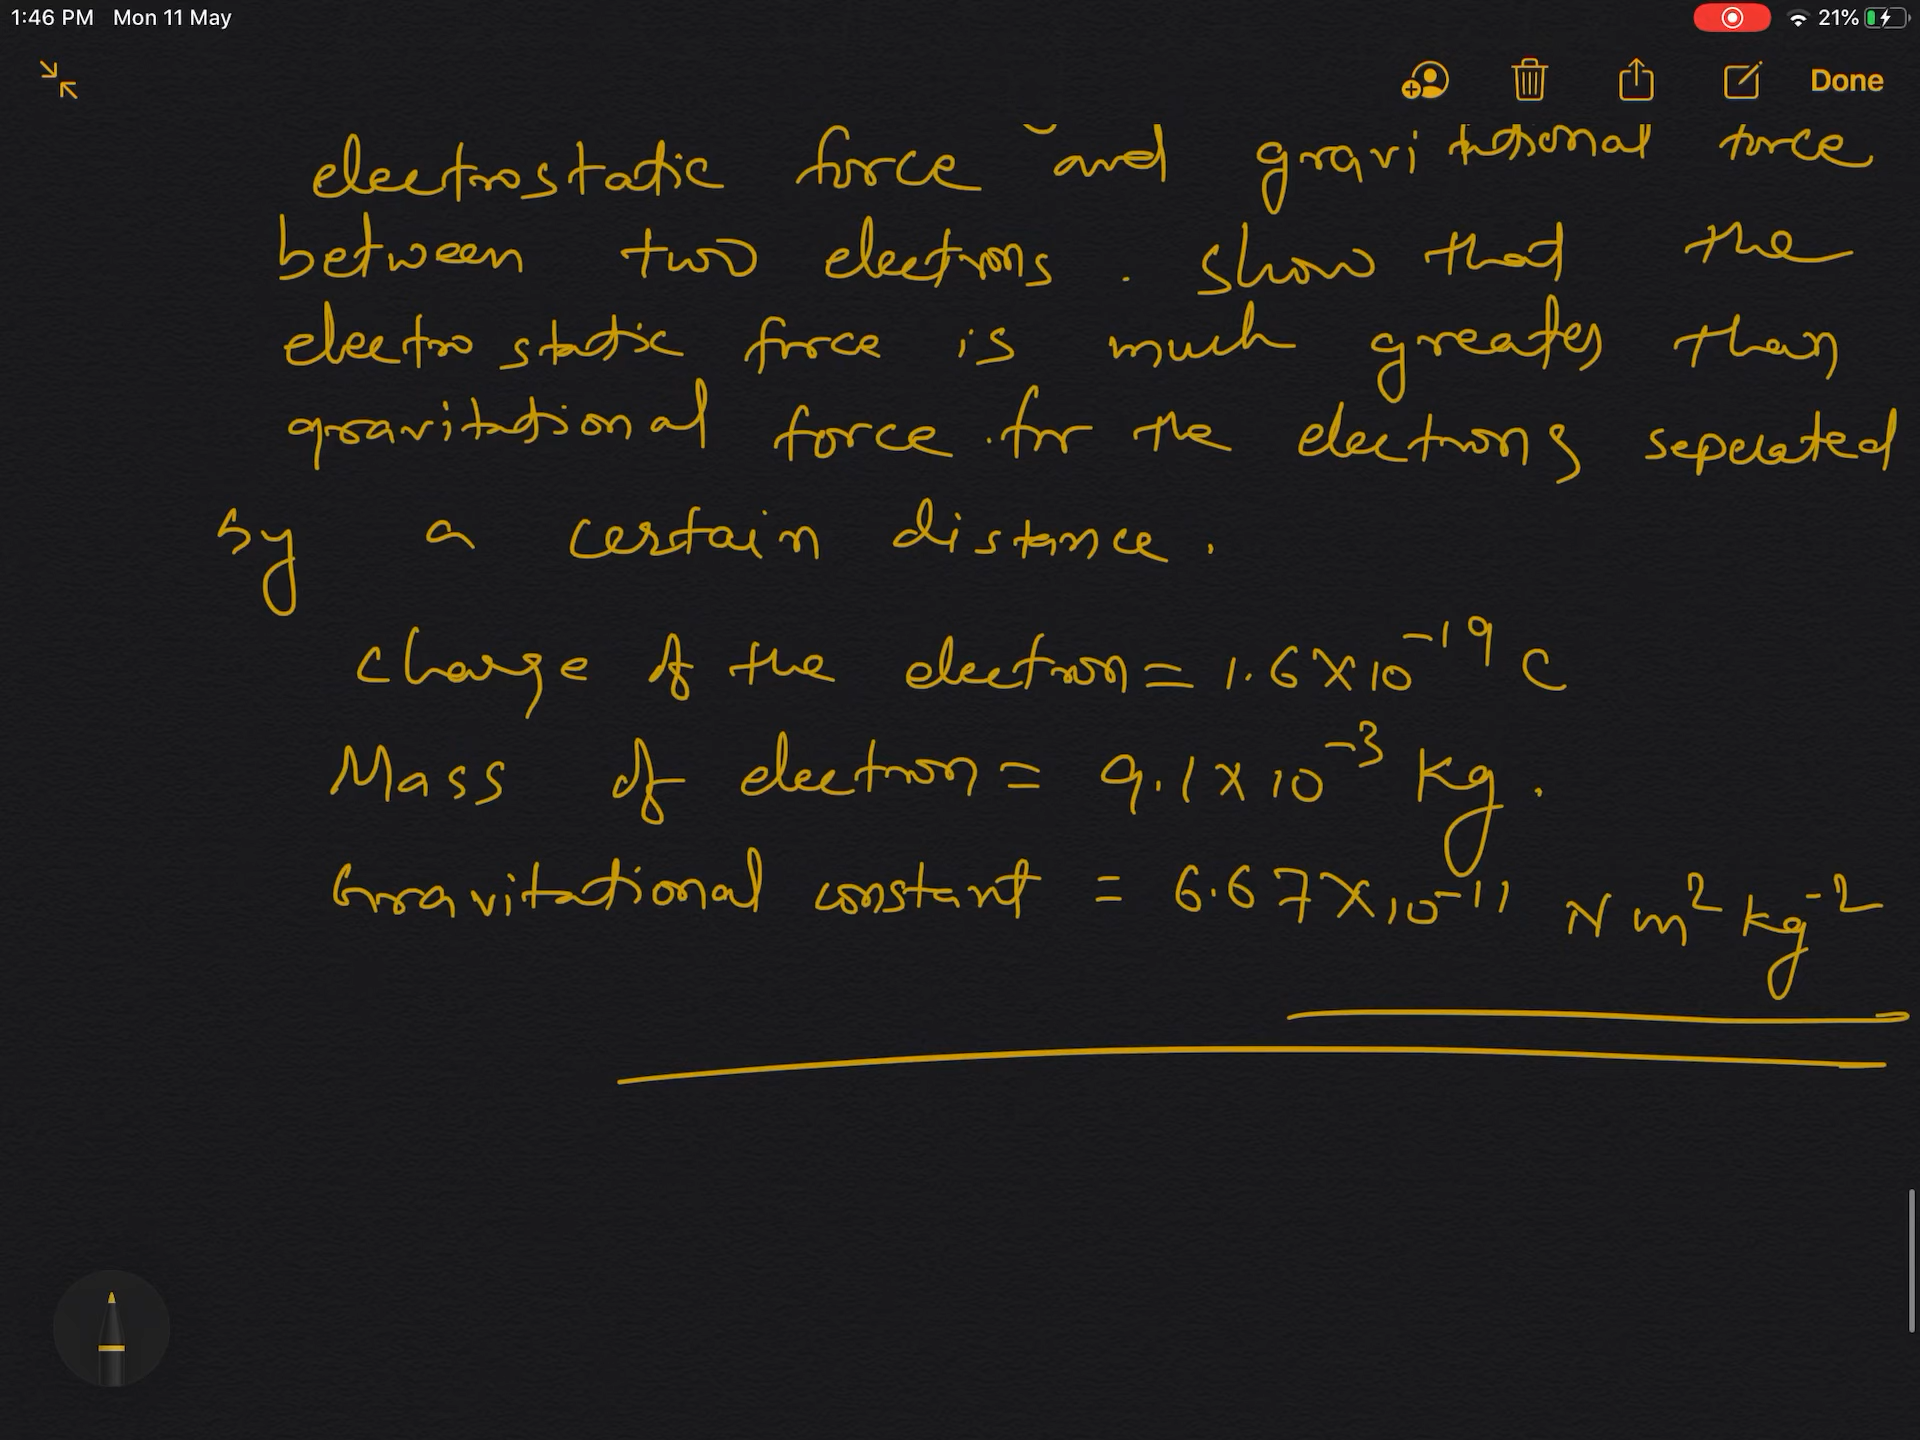 1:46 PM Mon 11 May 21%
Done
electrostatic force and gravitational force
between two electrons. show that the
electro static force is much greater than
gravitational force for the electrons seperated
by a certain distance.
charge of the electron = 1.6×10⁻¹⁹ C
Mass of electron = 9.1×10⁻³ kg.
Gravitational constant = 6.67×10⁻¹¹ N m² kg⁻²